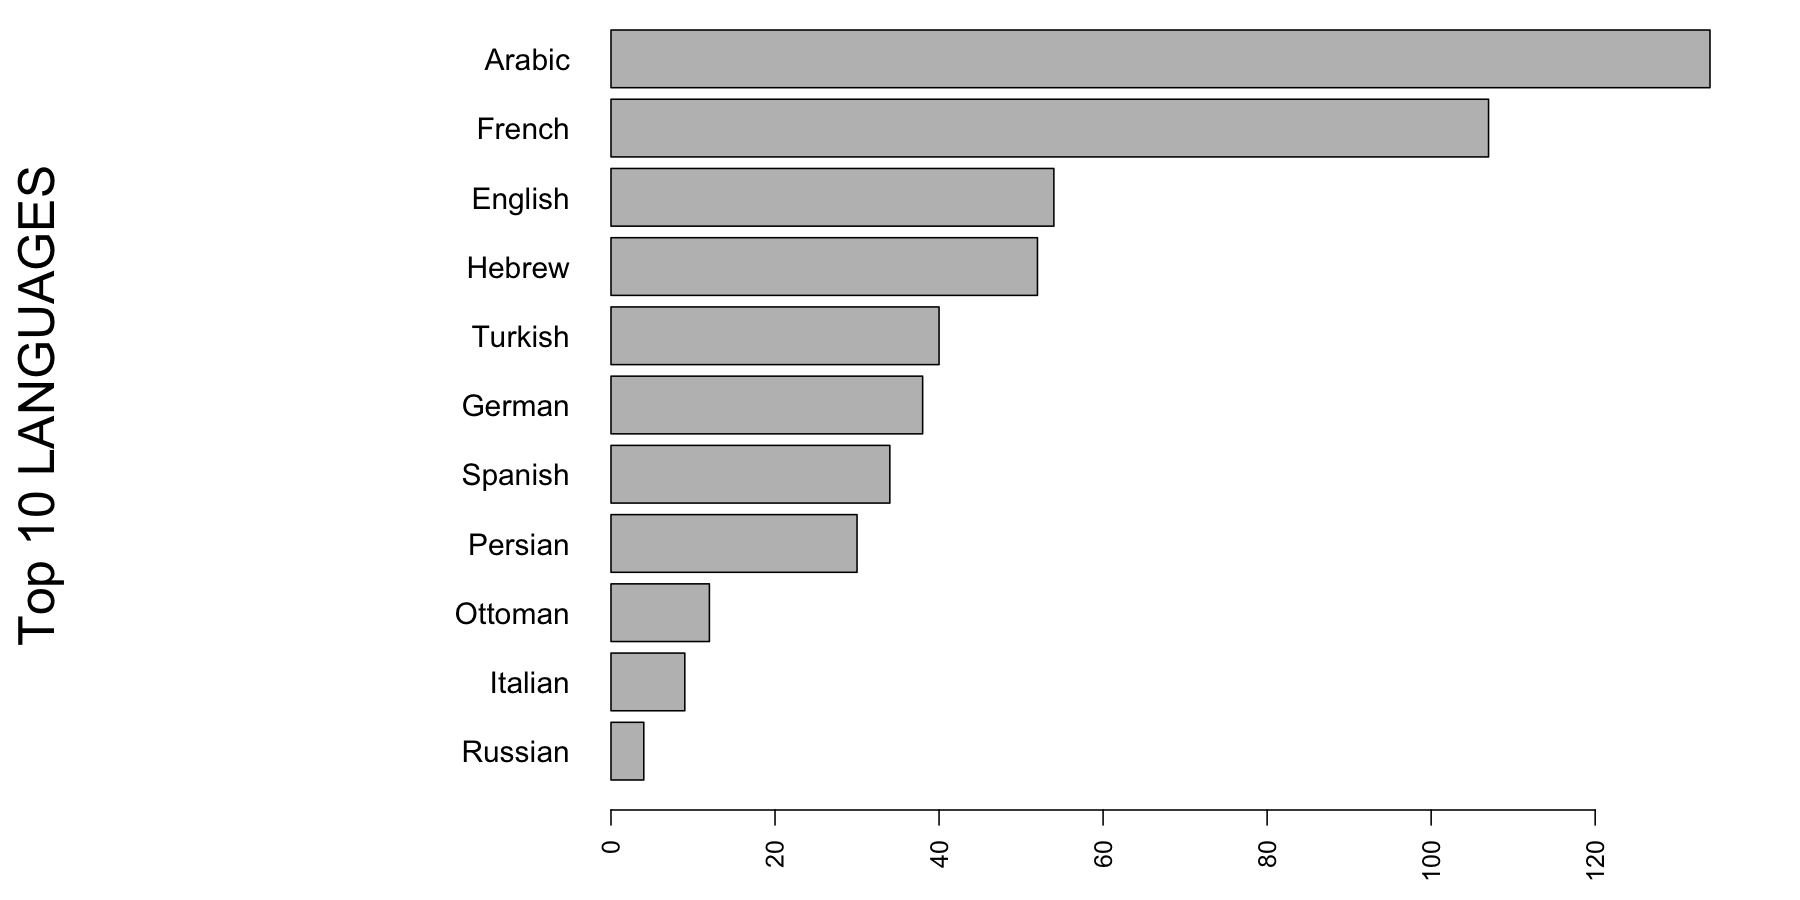 Top 10 LANGUAGES
Arabic
French
English
Hebrew
Turkish
German
Spanish
Persian
Ottoman
Italian
Russian
0 20 40 60 80 100 120